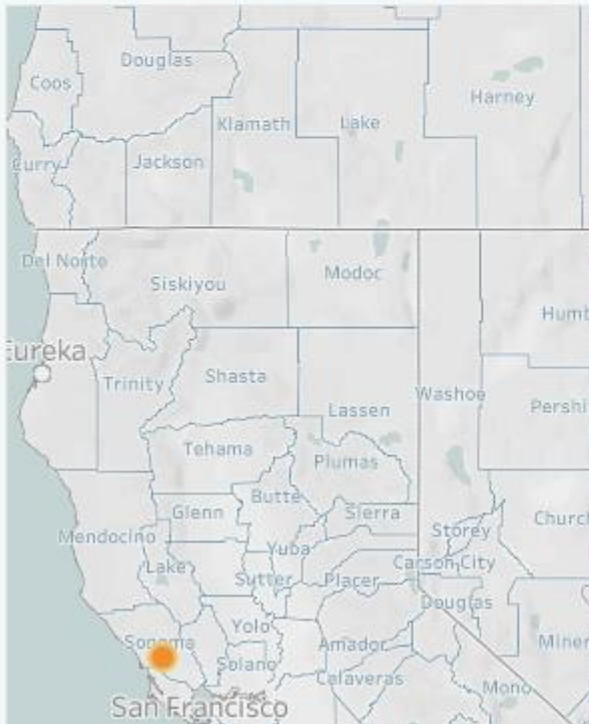 Douglas
Coos
Harney
Klamath
Lake
Curry
Jackson
Del Norte
Modoc
Siskiyou
Humb
Eureka
Shasta
Trinity
Washoe
Lassen
Pershi
Tehama
Plumas
Butte
Glenn
Sierra
Church
Mendocino
Storey
Yuba
Carson City
Lake
Sutter
Placer
Douglas
Yolo
Sonoma
Amador
Miner
Solano
Calaveras
Mono
San Francisco